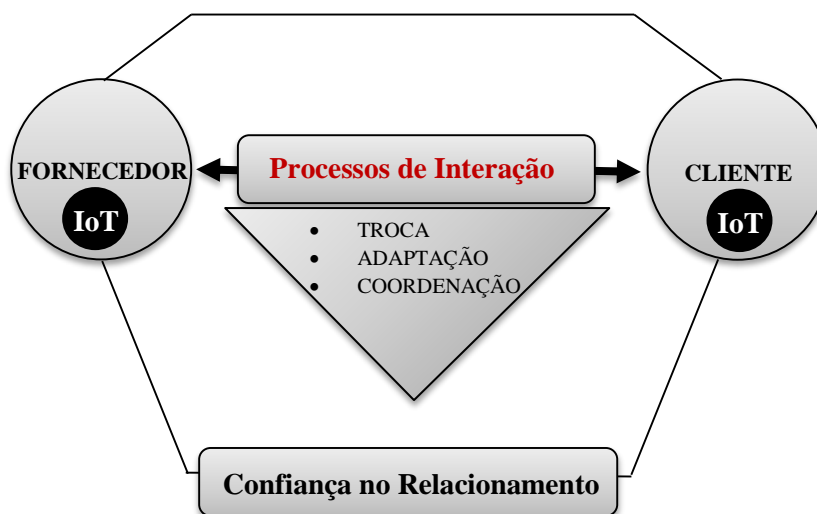 Processos de Interação
FORNECEDOR
IoT
CLIENTE
IoT
• TROCA
• ADAPTAÇÃO
• COORDENAÇÃO
Confiança no Relacionamento